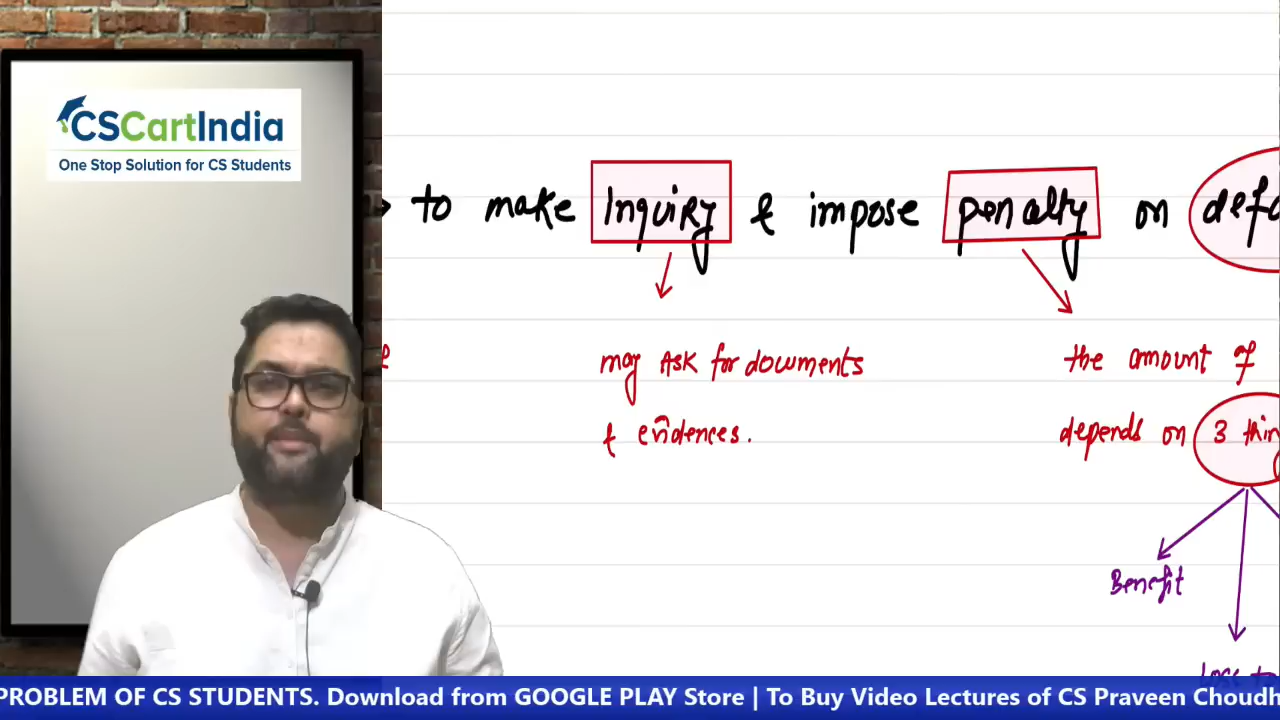 CSCartIndia
One Stop Solution for CS Students
to make Inquiry & impose penalty on
may Ask for documents
& evidences.
the amount of
depends on 3
Benefit
PROBLEM OF CS STUDENTS. Download from GOOGLE PLAY Store | To Buy Video Lectures of CS Praveen